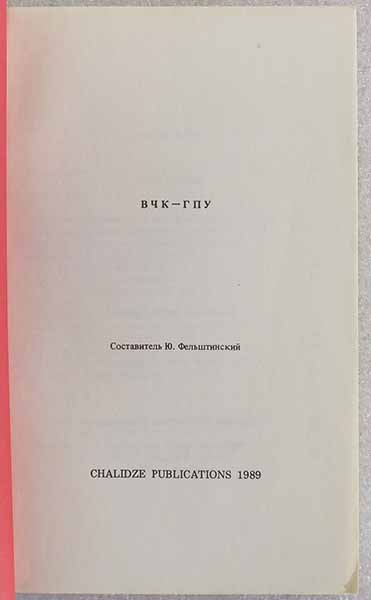 ВЧК—ГПУ
Составитель Ю. Фельштинский
CHALIDZE PUBLICATIONS 1989